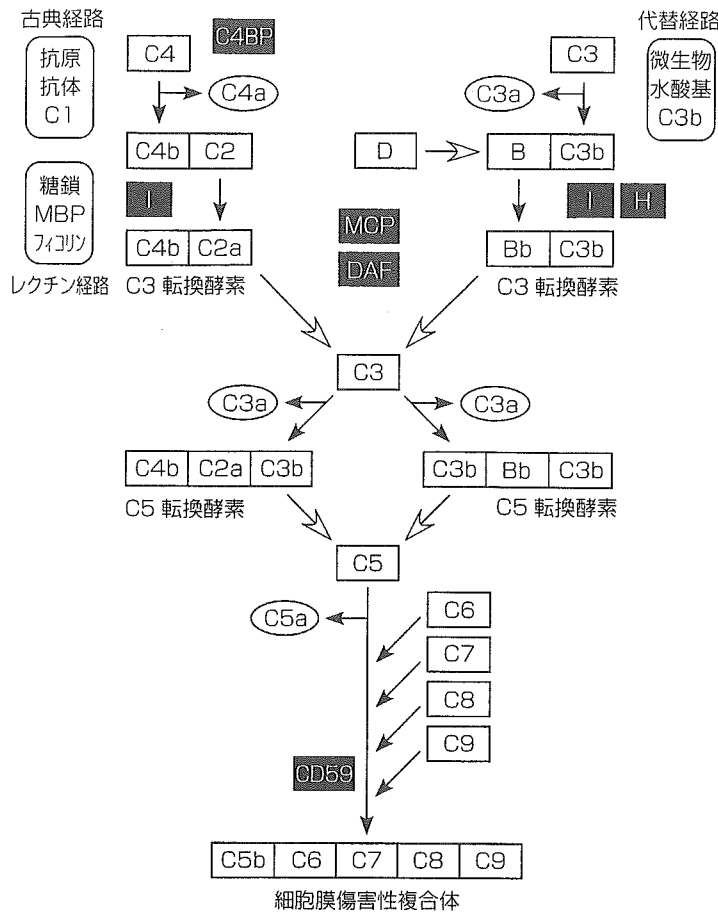 古典経路
抗原
抗体
C1
C4
C4BP
C4a
C4b C2
糖鎖
MBP
フィコリン
レクチン経路
I
C4b C2a
C3 転換酵素
代替経路
微生物
水酸基
C3b
C3
C3a
D
B C3b
I H
MCP
DAF
Bb C3b
C3 転換酵素
C3
C3a
C3a
C4b C2a C3b
C5 転換酵素
C3b Bb C3b
C5 転換酵素
C5
C5a
C6
C7
C8
C9
CD59
C5b C6 C7 C8 C9
細胞膜傷害性複合体